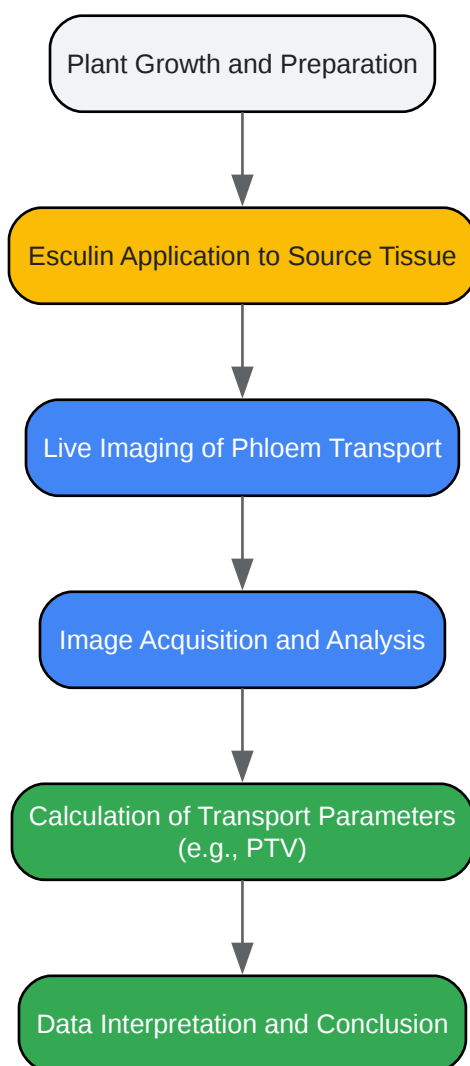 Plant Growth and Preparation
Esculin Application to Source Tissue
Live Imaging of Phloem Transport
Image Acquisition and Analysis
Calculation of Transport Parameters
(e.g., PTV)
Data Interpretation and Conclusion